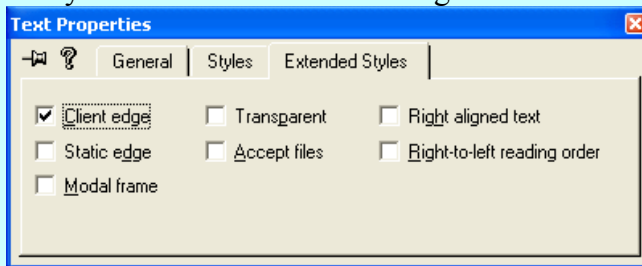 Text Properties
General Styles Extended Styles
Client edge Transparent Right aligned text
Static edge Accept files Right-to-left reading order
Modal frame